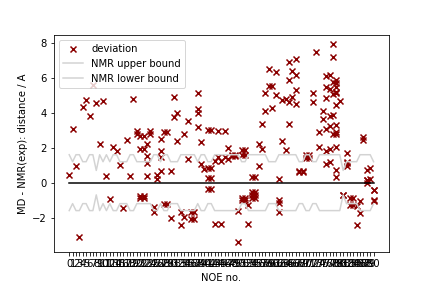 deviation
NMR upper bound
NMR lower bound
8
6
4
2
0
−2
MD - NMR(exp): distance / A
NOE no.